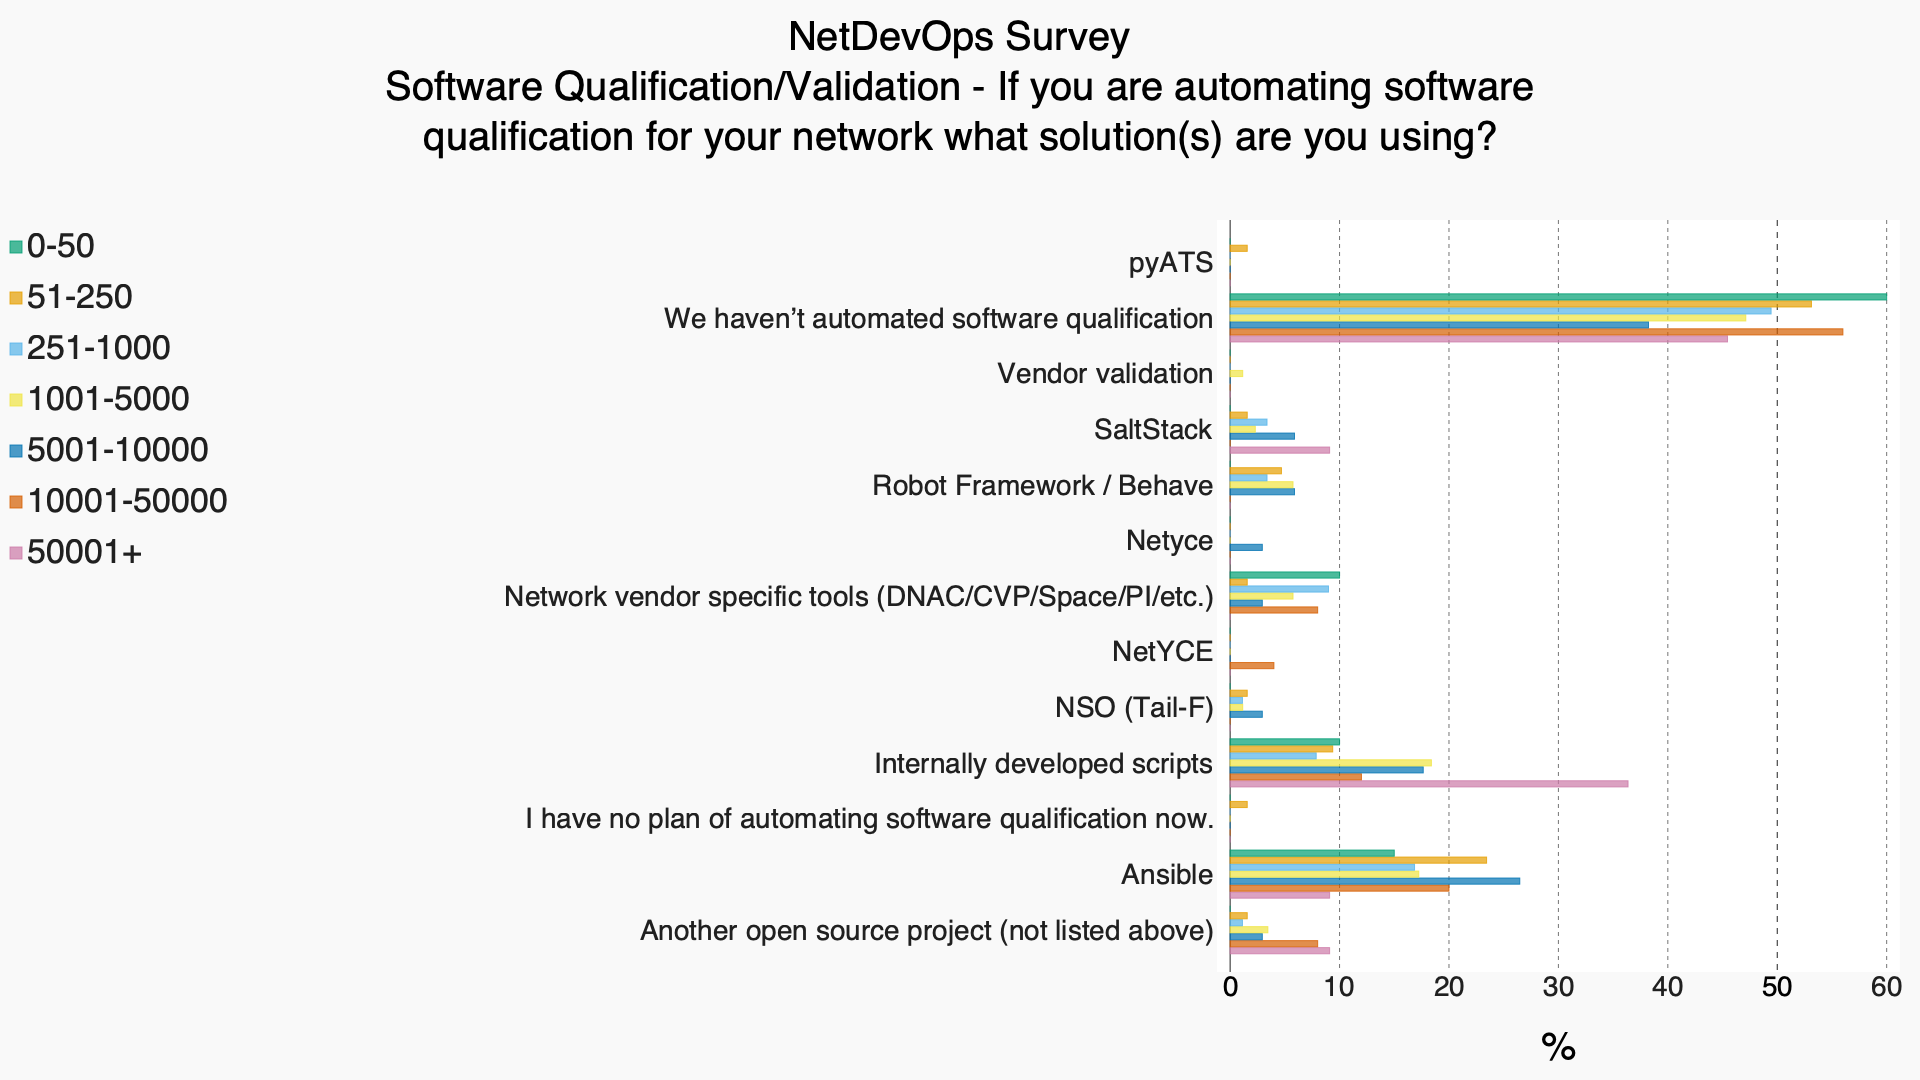 NetDevOps Survey
Software Qualification/Validation - If you are automating software
qualification for your network what solution(s) are you using?
0-50
51-250
251-1000
1001-5000
5001-10000
10001-50000
50001+
pyATS
We haven’t automated software qualification
Vendor validation
SaltStack
Robot Framework / Behave
Netyce
Network vendor specific tools (DNAC/CVP/Space/PI/etc.)
NetYCE
NSO (Tail-F)
Internally developed scripts
I have no plan of automating software qualification now.
Ansible
Another open source project (not listed above)
0 10 20 30 40 50 60
%